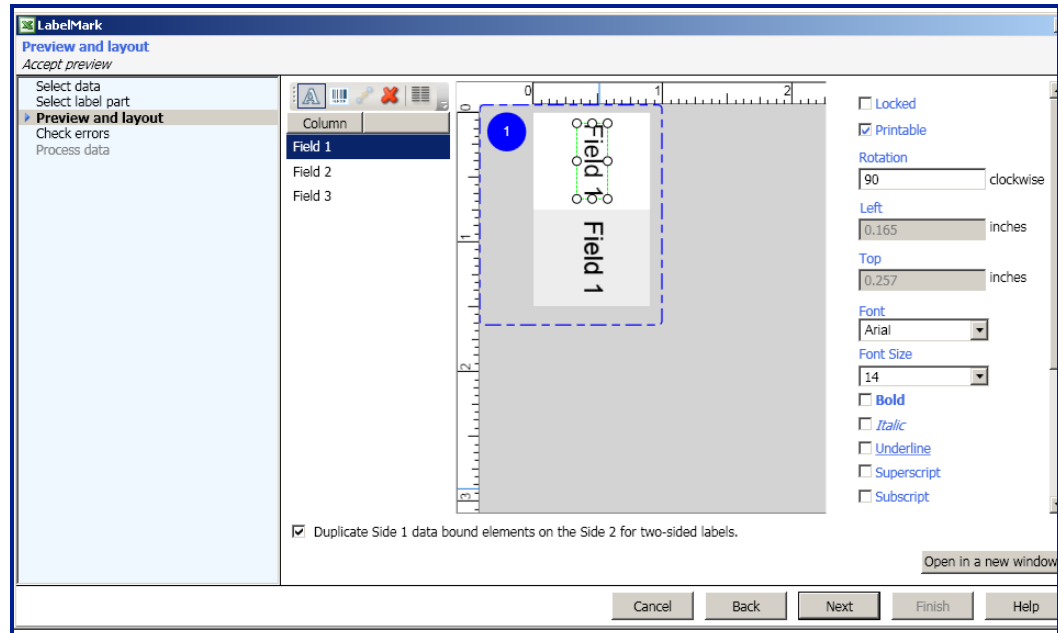 LabelMark
Preview and layout
Accept preview
Select data
Select label part
Preview and layout
Check errors
Process data
Column
Field 1
Field 2
Field 3
0 1 2
0
1
2
3
1
Field 1
Field 1
Locked
Printable
Rotation
90 clockwise
Left
0.165 inches
Top
0.257 inches
Font
Arial
Font Size
14
Bold
Italic
Underline
Superscript
Subscript
Duplicate Side 1 data bound elements on the Side 2 for two-sided labels.
Open in a new window
Cancel Back Next Finish Help